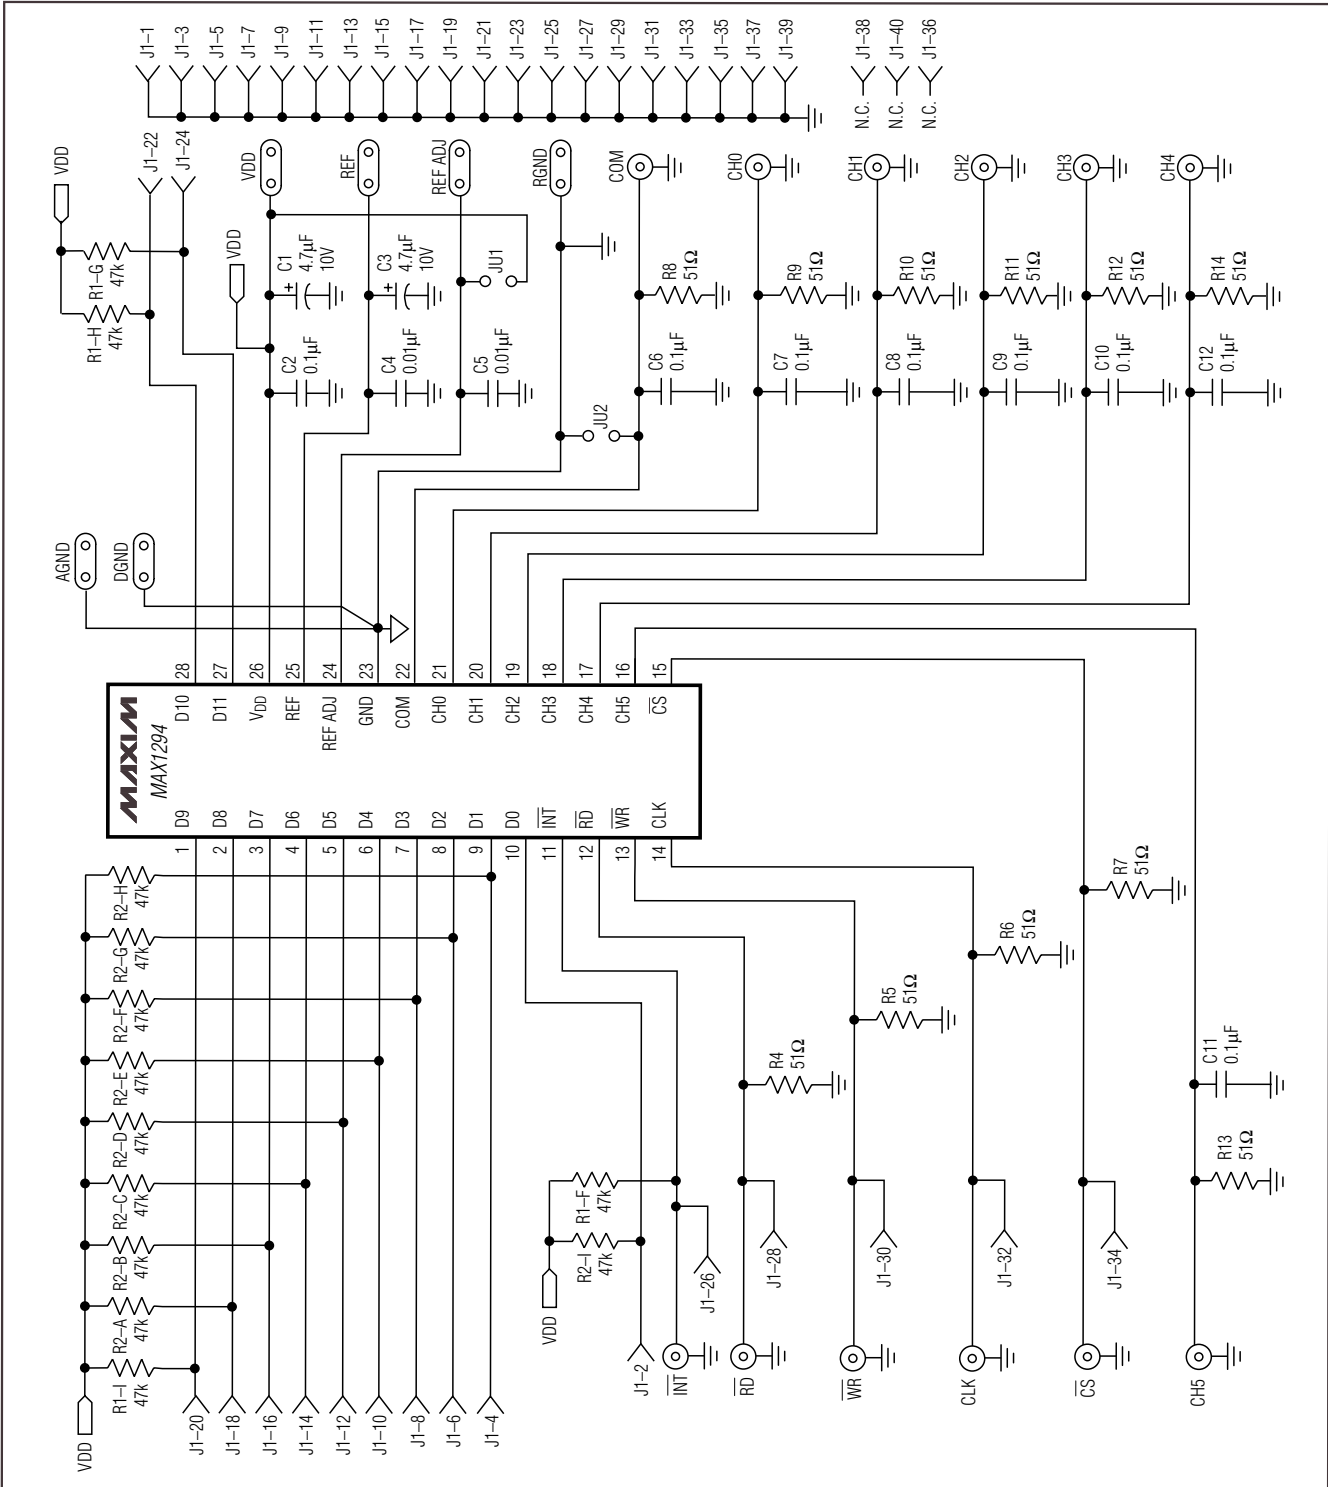 J1–1
J1–3
J1–5
J1–7
J1–9
J1–11
J1–13
J1–15
J1–17
J1–19
J1–21
J1–23
J1–25
J1–27
J1–29
J1–31
J1–33
J1–35
J1–37
J1–39
J1–38
J1–40
J1–36
N.C.
N.C.
N.C.
VDD
J1–22
J1–24
R1–G
47k
R1–H
47k
VDD
REF
REF ADJ
RGND
COM
CH0
CH1
CH2
CH3
CH4
VDD
C1
4.7µF
10V
+
C3
4.7µF
10V
+
JU1
C2
0.1µF
C4
0.01µF
C5
0.01µF
JU2
R8
51Ω
R9
51Ω
R10
51Ω
R11
51Ω
R12
51Ω
R14
51Ω
C6
0.1µF
C7
0.1µF
C8
0.1µF
C9
0.1µF
C10
0.1µF
C12
0.1µF
AGND
DGND
28
27
26
25
24
23
22
21
20
19
18
17
16
15
D10
D11
VDD
REF
REF ADJ
GND
COM
CH0
CH1
CH2
CH3
CH4
CH5
CS
MAXIM
MAX1294
D9
D8
D7
D6
D5
D4
D3
D2
D1
D0
INT
RD
WR
CLK
1
2
3
4
5
6
7
8
9
10
11
12
13
14
R2–H
47k
R2–G
47k
R2–F
47k
R2–E
47k
R2–D
47k
R2–C
47k
R2–B
47k
R2–A
47k
R1–I
47k
VDD
R7
51Ω
R6
51Ω
R5
51Ω
R4
51Ω
C11
0.1µF
R13
51Ω
R1–F
47k
R2–I
47k
VDD
J1–26
J1–28
J1–30
J1–32
J1–34
J1–20
J1–18
J1–16
J1–14
J1–12
J1–10
J1–8
J1–6
J1–4
J1–2
INT
RD
WR
CLK
CS
CH5